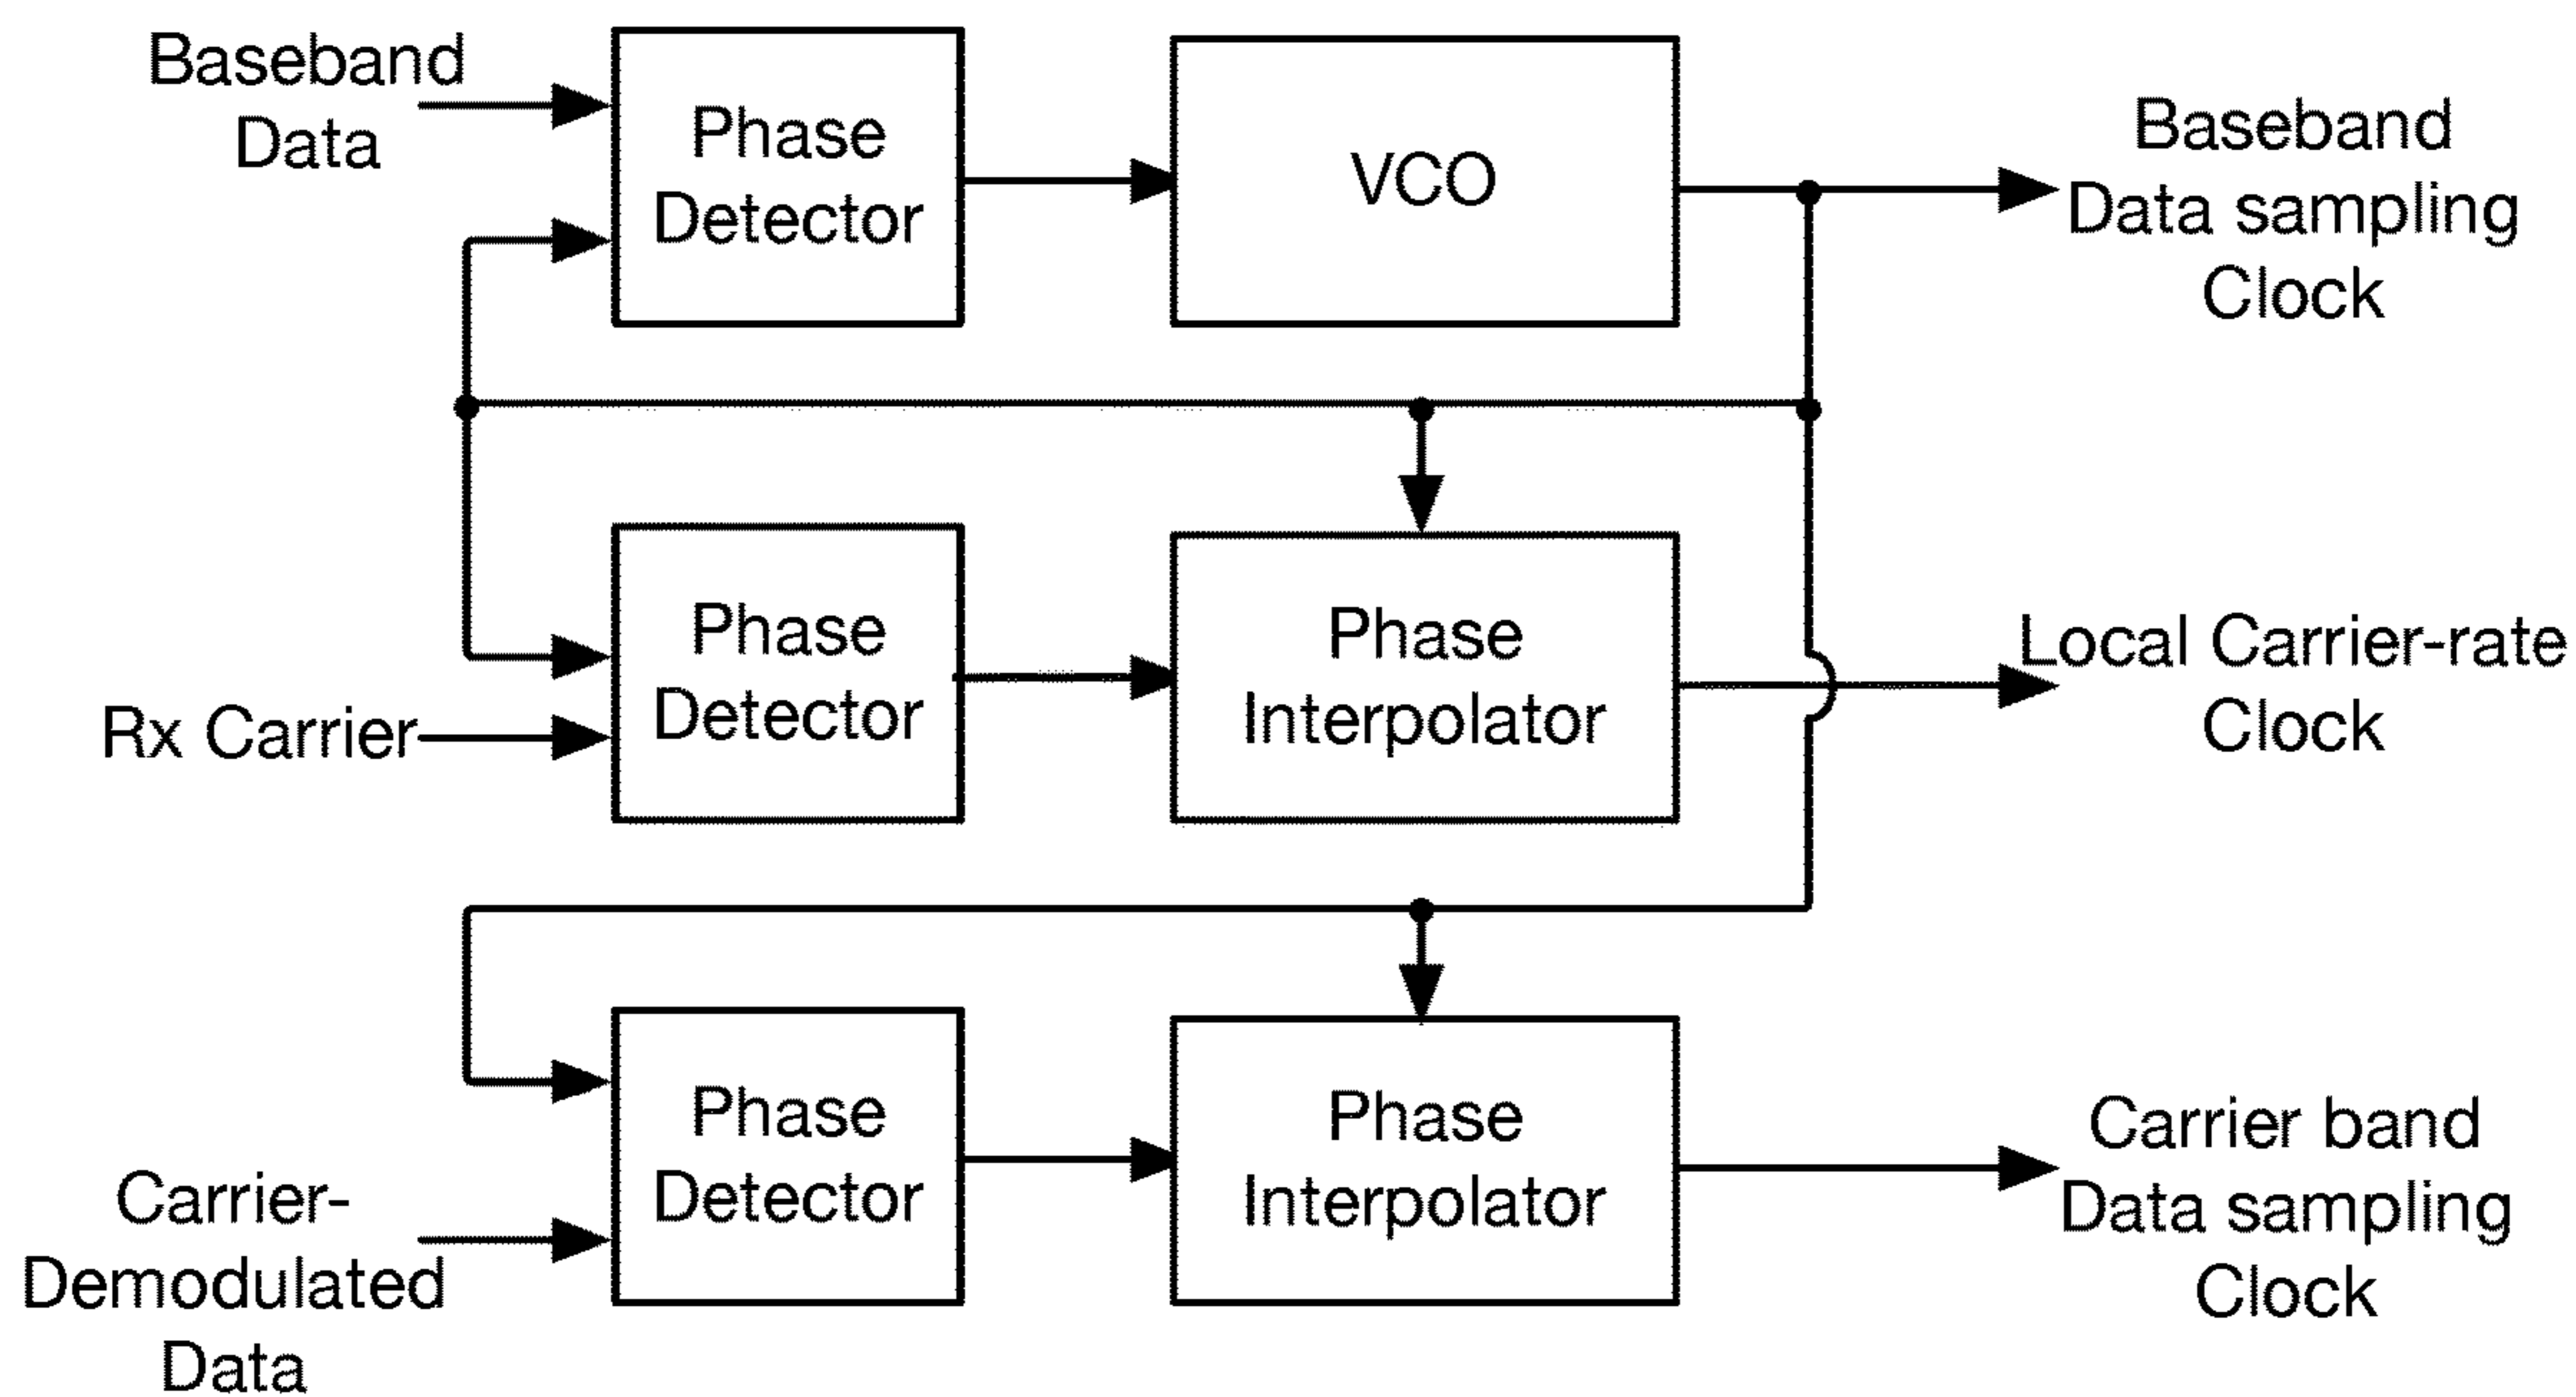 Baseband
Data
Phase
Detector
VCO
Baseband
Data sampling
Clock
Phase
Detector
Rx Carrier
Phase
Interpolator
Local Carrier-rate
Clock
Carrier-
Demodulated
Data
Phase
Detector
Phase
Interpolator
Carrier band
Data sampling
Clock